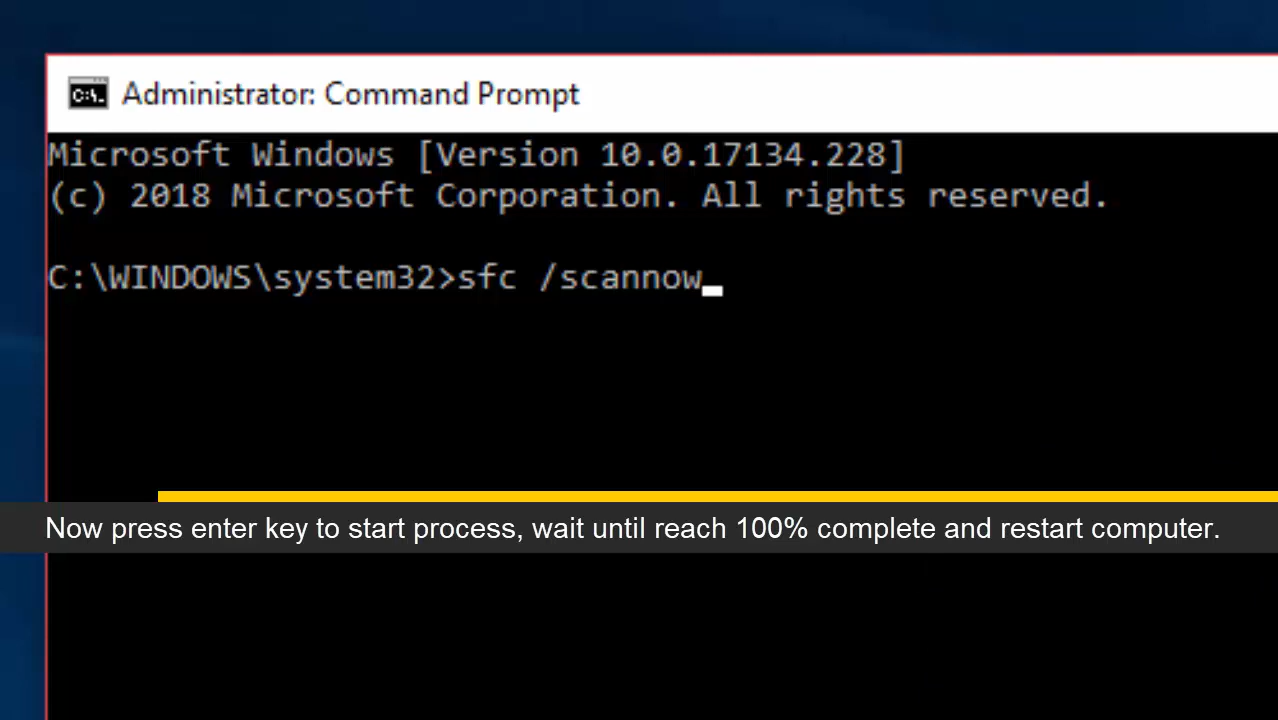 C:\.
Administrator: Command Prompt
Microsoft Windows [Version 10.0.17134.228]
(c) 2018 Microsoft Corporation. All rights reserved.
C:\WINDOWS\system32>sfc /scannow
Now press enter key to start process, wait until reach 100% complete and restart computer.